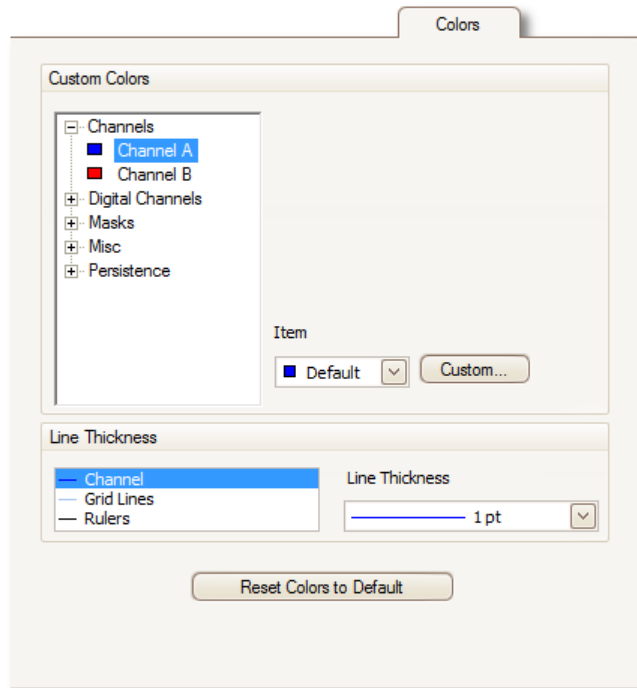 Colors
Custom Colors
Channels
Channel A
Channel B
Digital Channels
Masks
Misc
Persistence
Item
Default
Custom...
Line Thickness
Channel
Grid Lines
Rulers
Line Thickness
1 pt
Reset Colors to Default